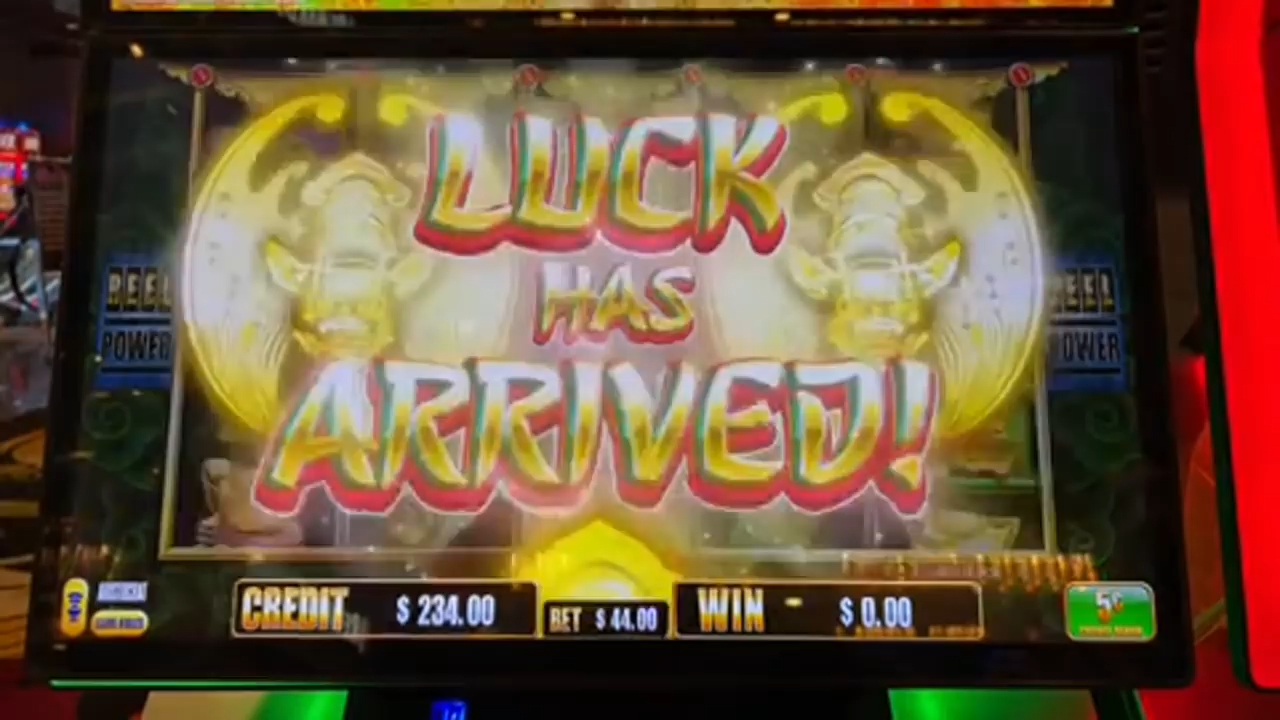 LUCK
HAS
ARRIVED!
REEL
POWER
REEL
POWER
CREDIT $ 234.00
BET $ 44.00
WIN $ 0.00
5¢